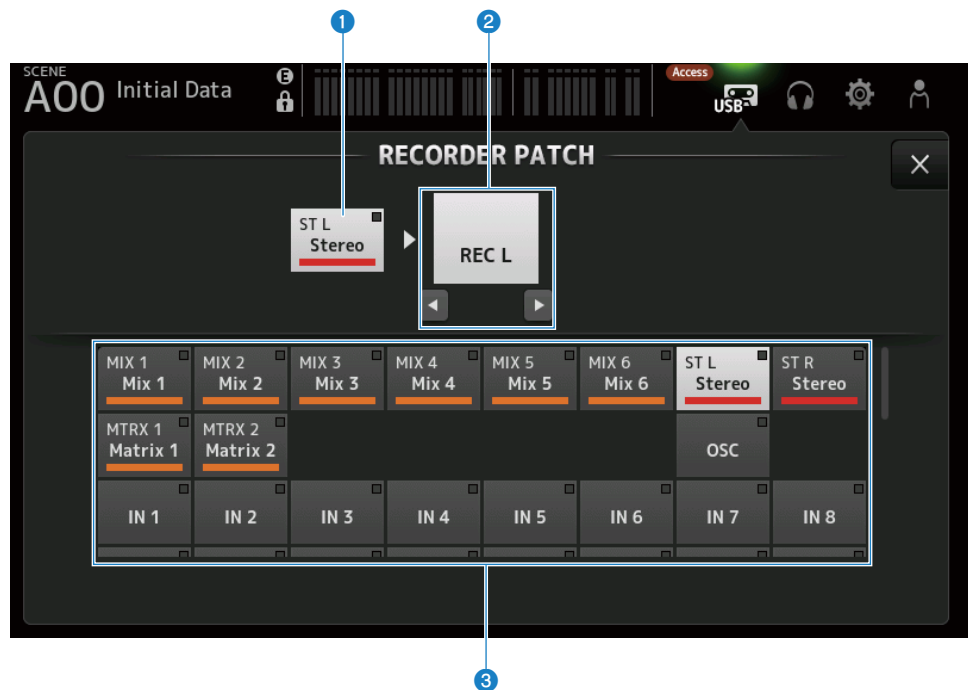 1 2
SCENE
A00 Initial Data E Access USB
RECORDER PATCH
ST L
Stereo
REC L
MIX 1 MIX 2 MIX 3 MIX 4 MIX 5 MIX 6 ST L ST R
Mix 1 Mix 2 Mix 3 Mix 4 Mix 5 Mix 6 Stereo Stereo
MTRX 1 MTRX 2
Matrix 1 Matrix 2 OSC
IN 1 IN 2 IN 3 IN 4 IN 5 IN 6 IN 7 IN 8
3